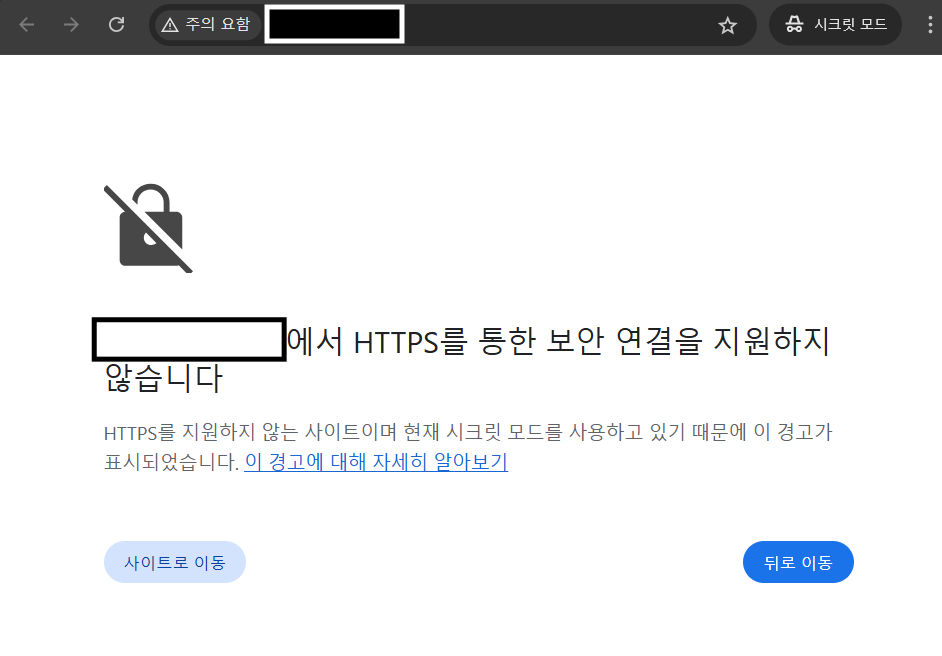 주의 요함
시크릿 모드
에서 HTTPS를 통한 보안 연결을 지원하지
않습니다
HTTPS를 지원하지 않는 사이트이며 현재 시크릿 모드를 사용하고 있기 때문에 이 경고가
표시되었습니다. 이 경고에 대해 자세히 알아보기
사이트로 이동
뒤로 이동